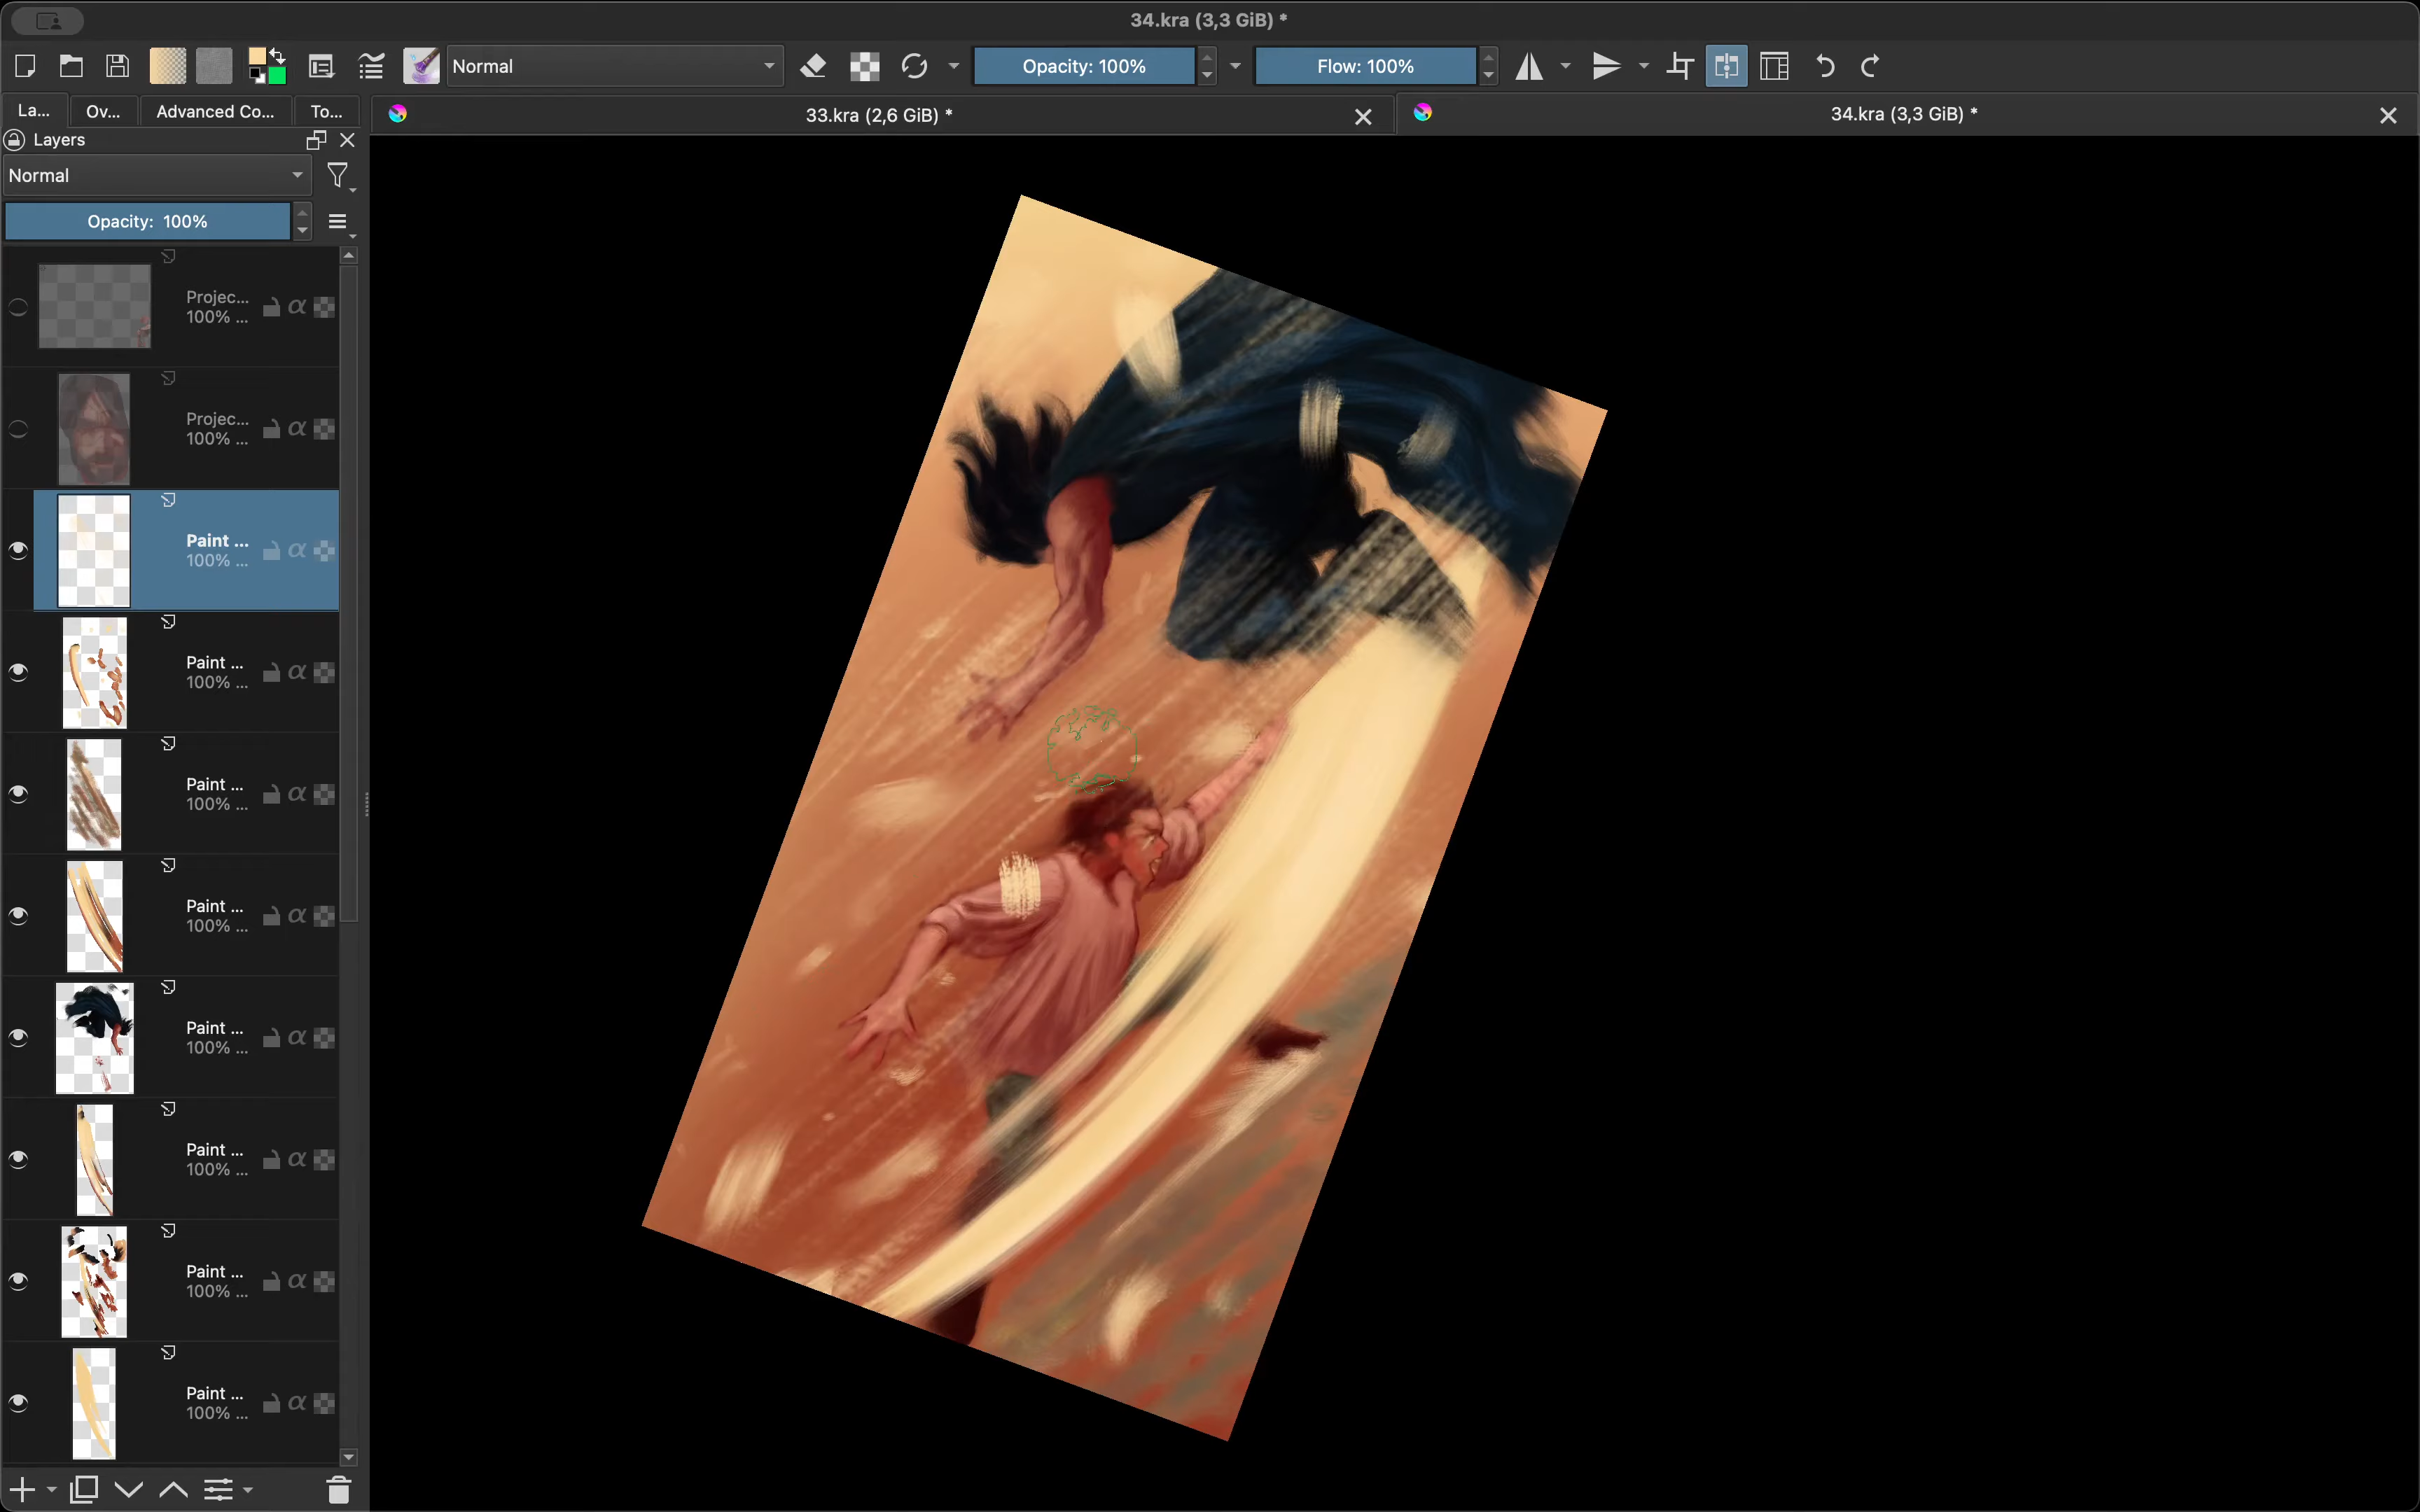 34.kra (3,3 GiB) *
Normal
Opacity: 100%
Flow: 100%
La...
Ov...
Advanced Co...
To...
33.kra (2,6 GiB) *
34.kra (3,3 GiB) *
Layers
Normal
Opacity: 100%
Projec...
100% ...
Projec...
100% ...
Paint ...
100% ...
Paint ...
100% ...
Paint ...
100% ...
Paint ...
100% ...
Paint ...
100% ...
Paint ...
100% ...
Paint ...
100% ...
Paint ...
100% ...